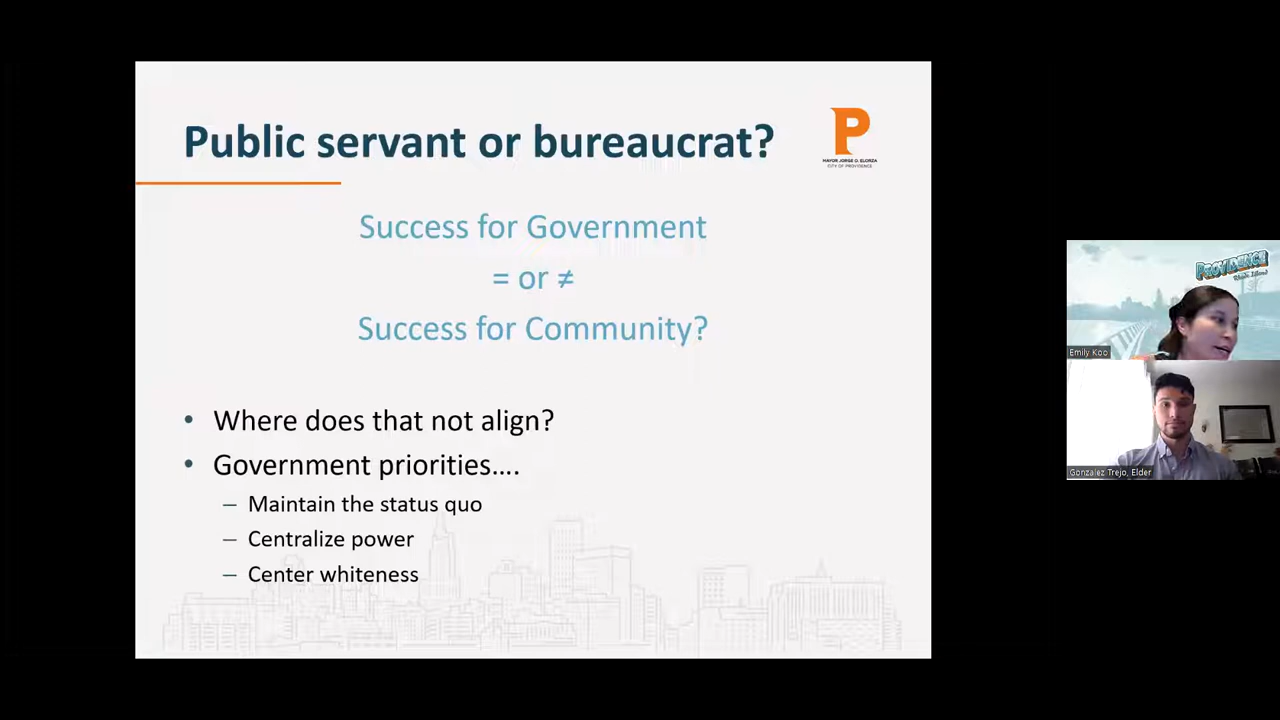 Public servant or bureaucrat?
P
MAYOR JORGE O. ELORZA
CITY OF PROVIDENCE
Success for Government
= or ≠
Success for Community?
• Where does that not align?
• Government priorities….
– Maintain the status quo
– Centralize power
– Center whiteness
PROVIDENCE
Rhode Island
Emily Koo
Gonzalez Trejo, Elder